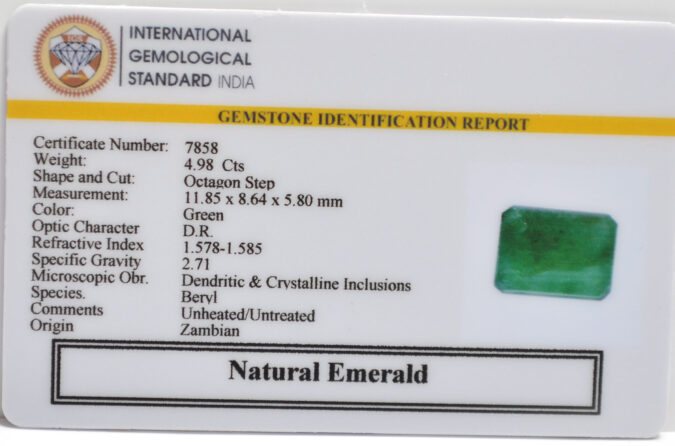 INTERNATIONAL
GEMOLOGICAL
STANDARD INDIA
GEMSTONE IDENTIFICATION REPORT
Certificate Number: 7858
Weight: 4.98 Cts
Shape and Cut: Octagon Step
Measurement: 11.85 x 8.64 x 5.80 mm
Color: Green
Optic Character D.R.
Refractive Index 1.578-1.585
Specific Gravity 2.71
Microscopic Obr. Dendritic & Crystalline Inclusions
Species. Beryl
Comments Unheated/Untreated
Origin Zambian
Natural Emerald